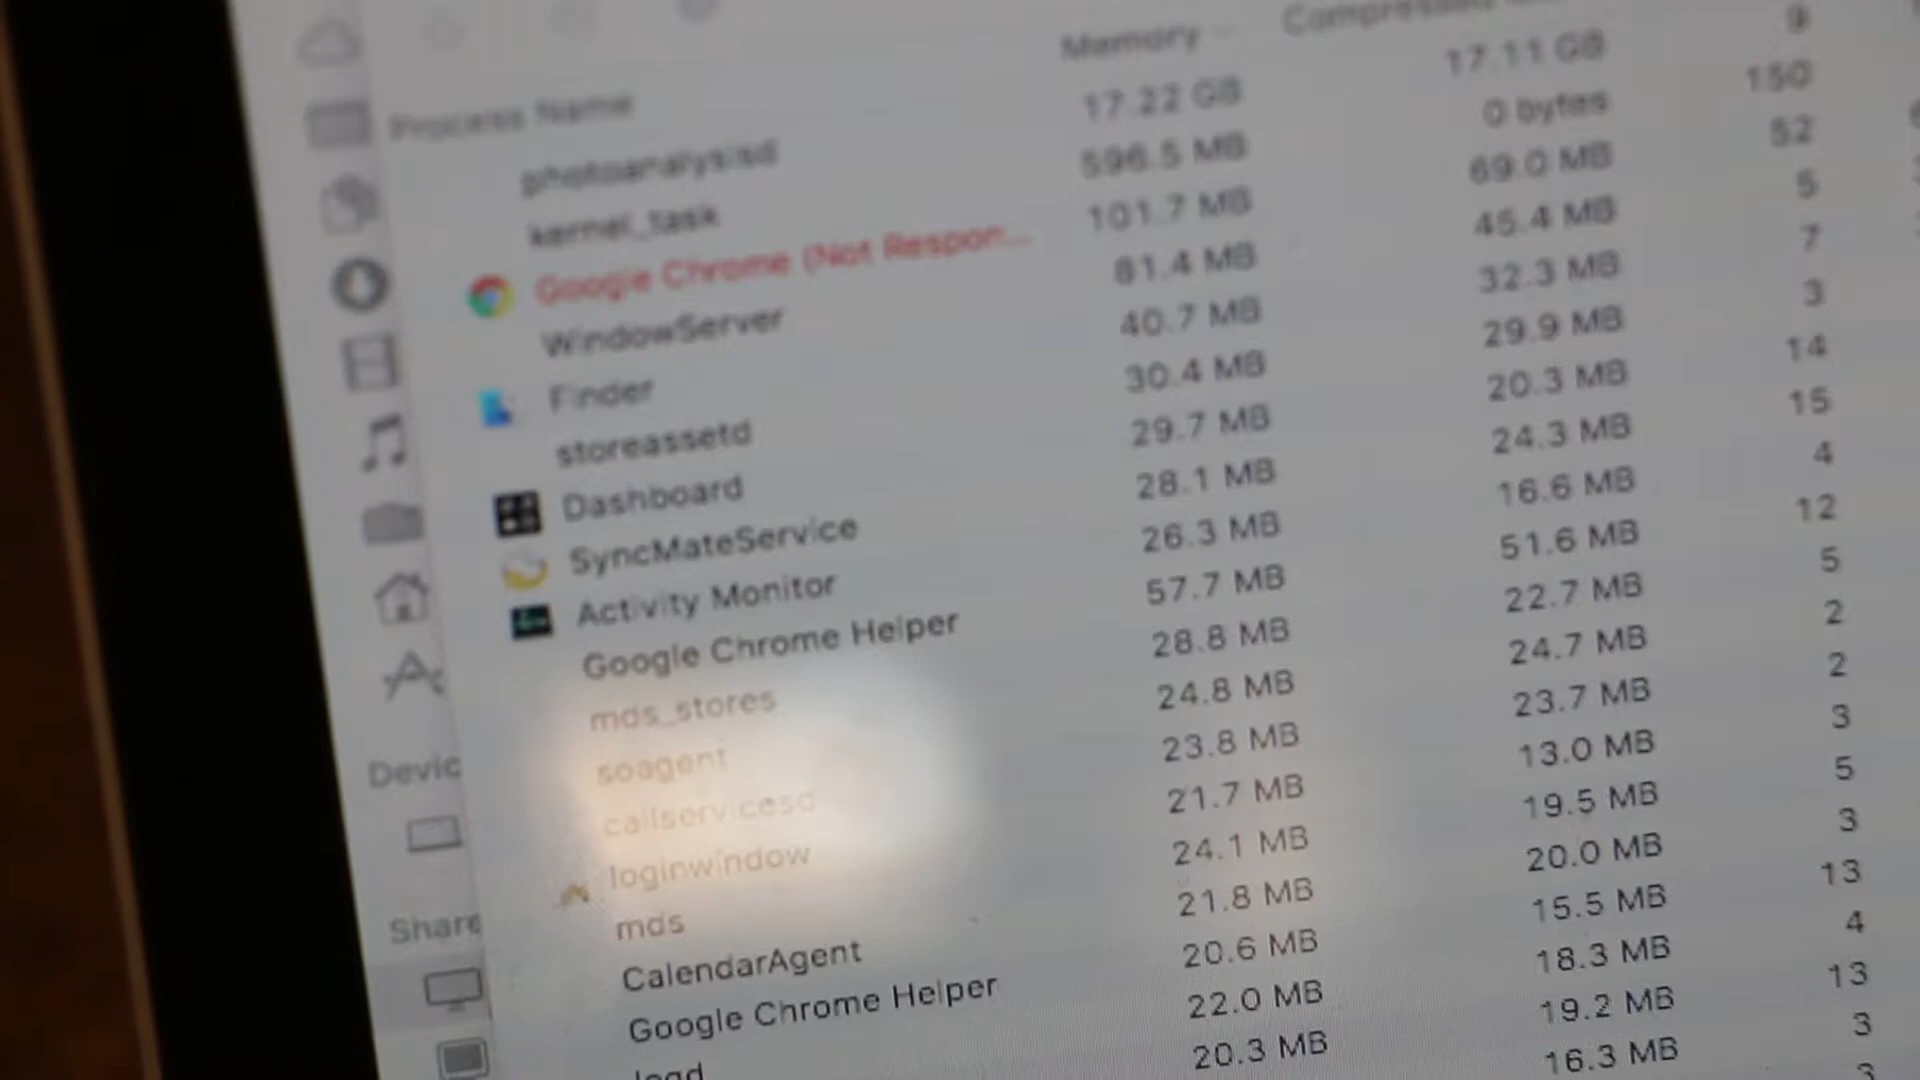 Process Name Memory Compressed
photoanalysisd 17.22 GB 17.11 GB 9
kernel_task 596.5 MB 0 bytes 150
Google Chrome (Not Respon... 101.7 MB 69.0 MB 52
WindowServer 81.4 MB 45.4 MB 5
Finder 40.7 MB 32.3 MB 7
storeassetd 30.4 MB 29.9 MB 3
Dashboard 29.7 MB 20.3 MB 14
SyncMateService 28.1 MB 24.3 MB 15
Activity Monitor 26.3 MB 16.6 MB 4
Google Chrome Helper 57.7 MB 51.6 MB 12
mds_stores 28.8 MB 22.7 MB 5
soagent 24.8 MB 24.7 MB 2
Devic
callservicesd 23.8 MB 23.7 MB 2
loginwindow 21.7 MB 13.0 MB 3
mds 24.1 MB 19.5 MB 5
Share
CalendarAgent 21.8 MB 20.0 MB 3
Google Chrome Helper 20.6 MB 15.5 MB 13
logd 22.0 MB 18.3 MB 4
20.3 MB 19.2 MB 13
16.3 MB 3
3